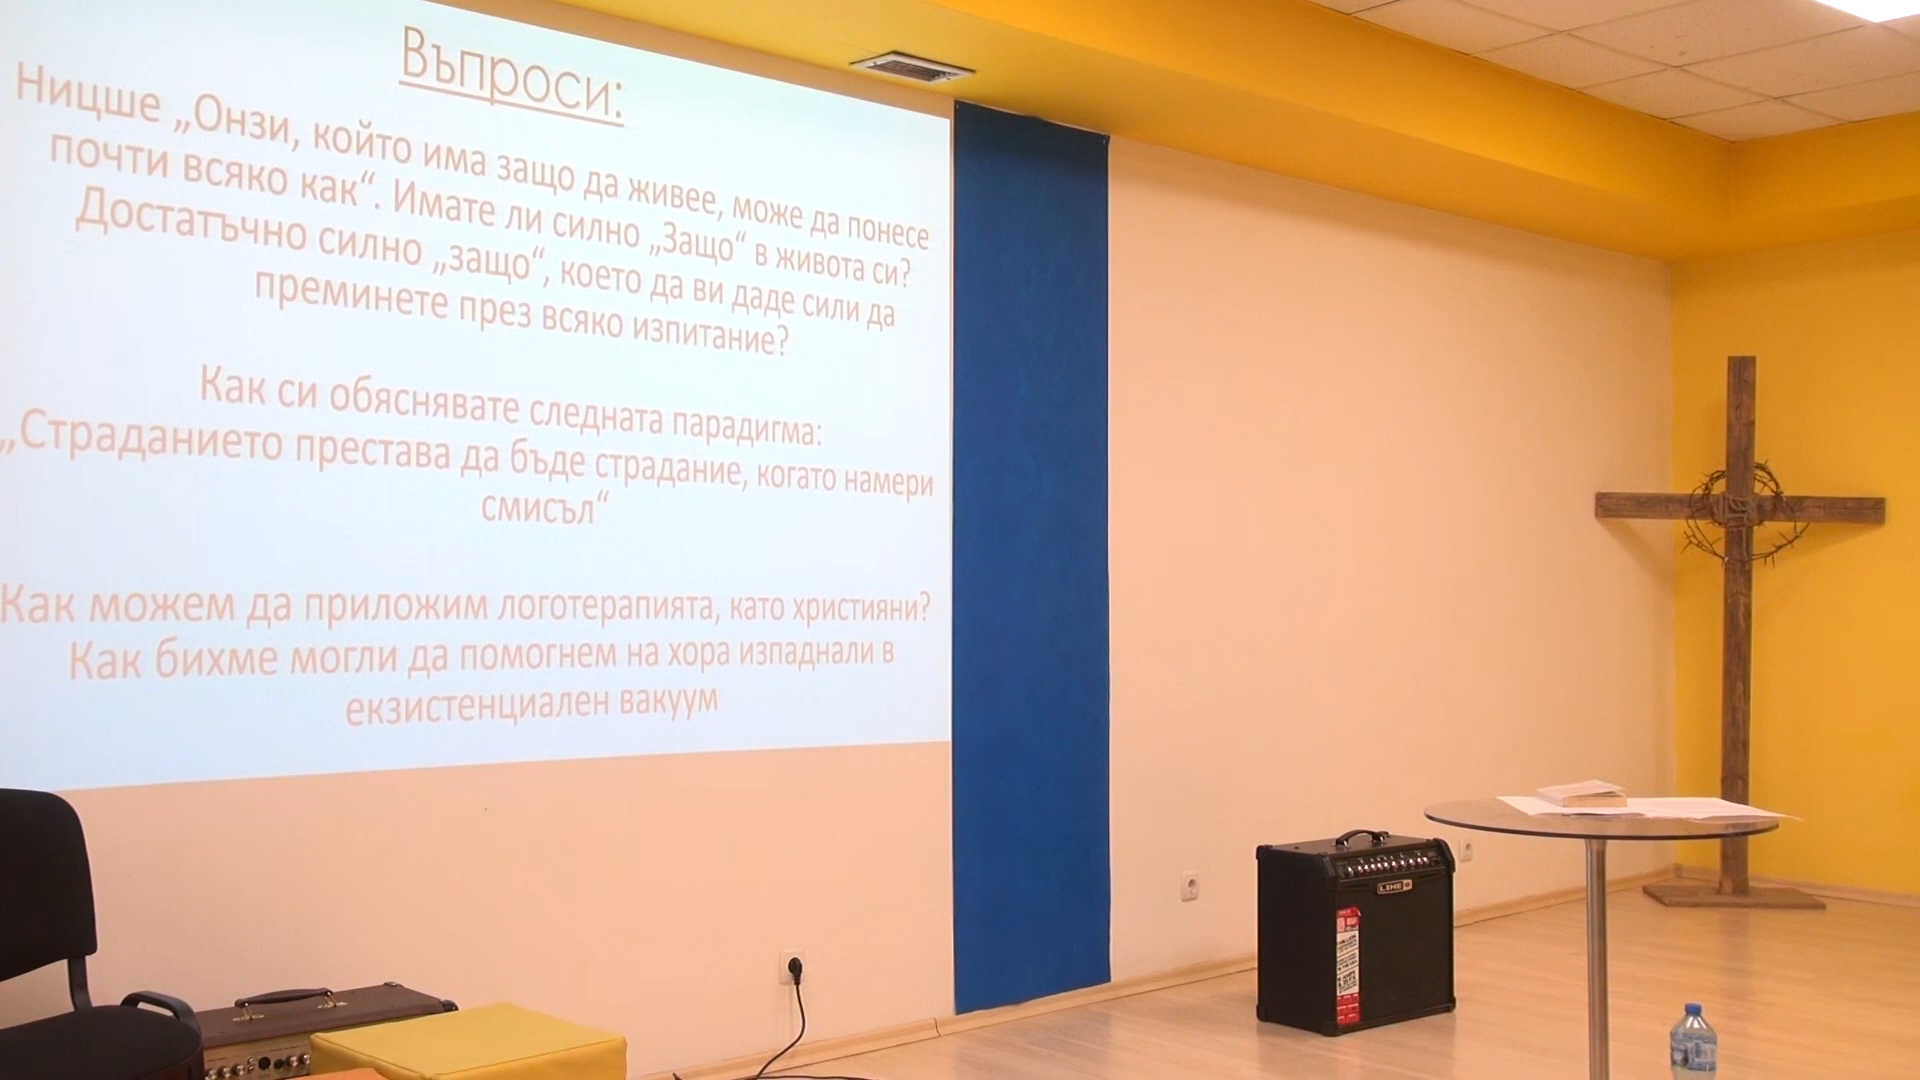 Въпроси:
Ницше „Онзи, който има защо да живее, може да понесе
почти всяко как“. Имате ли силно „Защо“ в живота си?
Достатъчно силно „защо“, което да ви даде сили да
преминете през всяко изпитание?
Как си обяснявате следната парадигма:
„Страданието престава да бъде страдание, когато намери
смисъл“
Как можем да приложим логотерапията, като християни?
Как бихме могли да помогнем на хора изпаднали в
екзистенциален вакуум
LINE 6